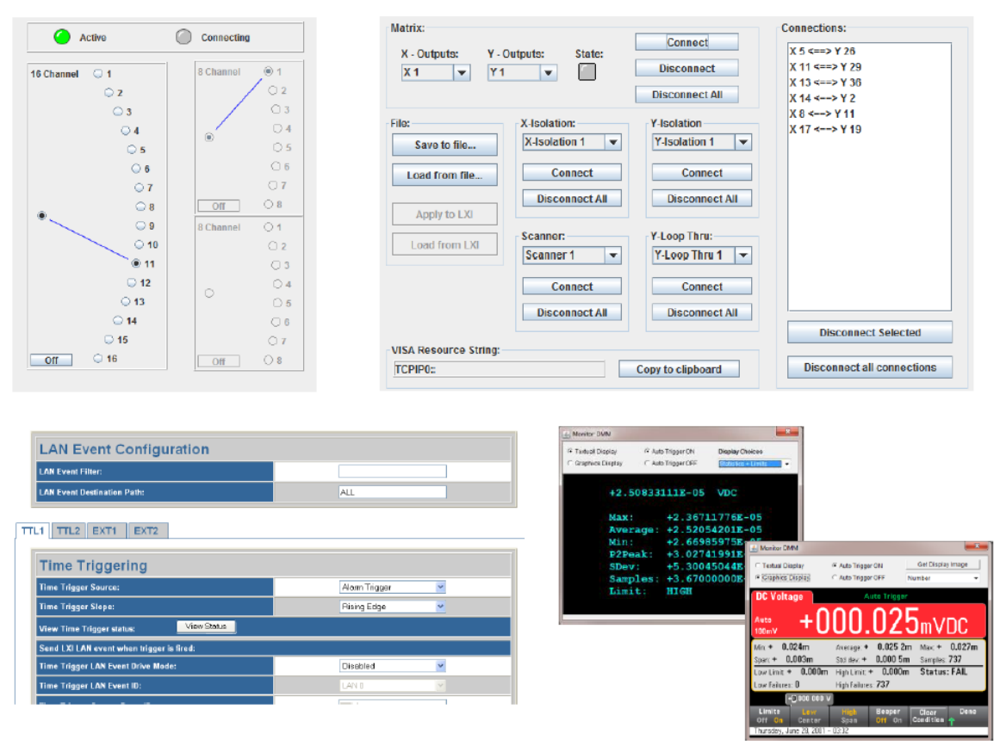 Active Connecting
16 Channel
1
2
3
4
5
6
7
8
9
10
11
12
13
14
15
16
Off
8 Channel
1
2
3
4
5
6
7
8
Off
8 Channel
1
2
3
4
5
6
7
8
Off
Matrix:
X - Outputs: Y - Outputs: State:
X 1 Y 1
Connect
Disconnect
Disconnect All
File:
Save to file...
Load from file...
Apply to LXI
Load from LXI
X-Isolation:
X-Isolation 1
Connect
Disconnect All
Y-Isolation
Y-Isolation 1
Connect
Disconnect All
Scanner:
Scanner 1
Connect
Disconnect All
Y-Loop Thru:
Y-Loop Thru 1
Connect
Disconnect All
VISA Resource String:
TCPIP0:: Copy to clipboard
Connections:
X 5 <==> Y 26
X 11 <==> Y 29
X 13 <==> Y 36
X 14 <==> Y 2
X 8 <==> Y 11
X 17 <==> Y 19
Disconnect Selected
Disconnect all connections
LAN Event Configuration
LAN Event Filter:
LAN Event Destination Path: ALL
TTL1 TTL2 EXT1 EXT2
Time Triggering
Time Trigger Source: Alarm Trigger
Time Trigger Slope: Rising Edge
View Time Trigger status: View Status
Send LXI LAN event when trigger is fired:
Time Trigger LAN Event Drive Mode: Disabled
Time Trigger LAN Event ID: LAN 0
Monitor DMM
Textual Display Auto Trigger ON Display Choices
Graphics Display Auto Trigger OFF Statistics + Limits
+2.50833111E-05 VDC
Max: +2.36711776E-05
Average: +2.52054201E-05
Min: +2.66985975E-05
P2Peak: +3.02741991E-
SDev: +5.30045044E-
Samples: +3.67000000E-
Limit: HIGH
Monitor DMM
Textual Display Auto Trigger ON Get Display Image
Graphics Display Auto Trigger OFF Number
DC Voltage Auto Trigger
Auto
100mV
+000.025mVDC
Min: + 0.024m Average: + 0.025 2m Max: + 0.027m
Span: + 0.003m Std dev: + 0.000 5m Samples: 737
Low Limit: + 0.000m High Limit: + 0.000m Status: FAIL
Low Failures: 0 High Failures: 737
+0.000 000 V
Limits Low High Beeper Clear Done
Off On Center Span Off On Condition
Thursday, June 28, 2001 - 03:32